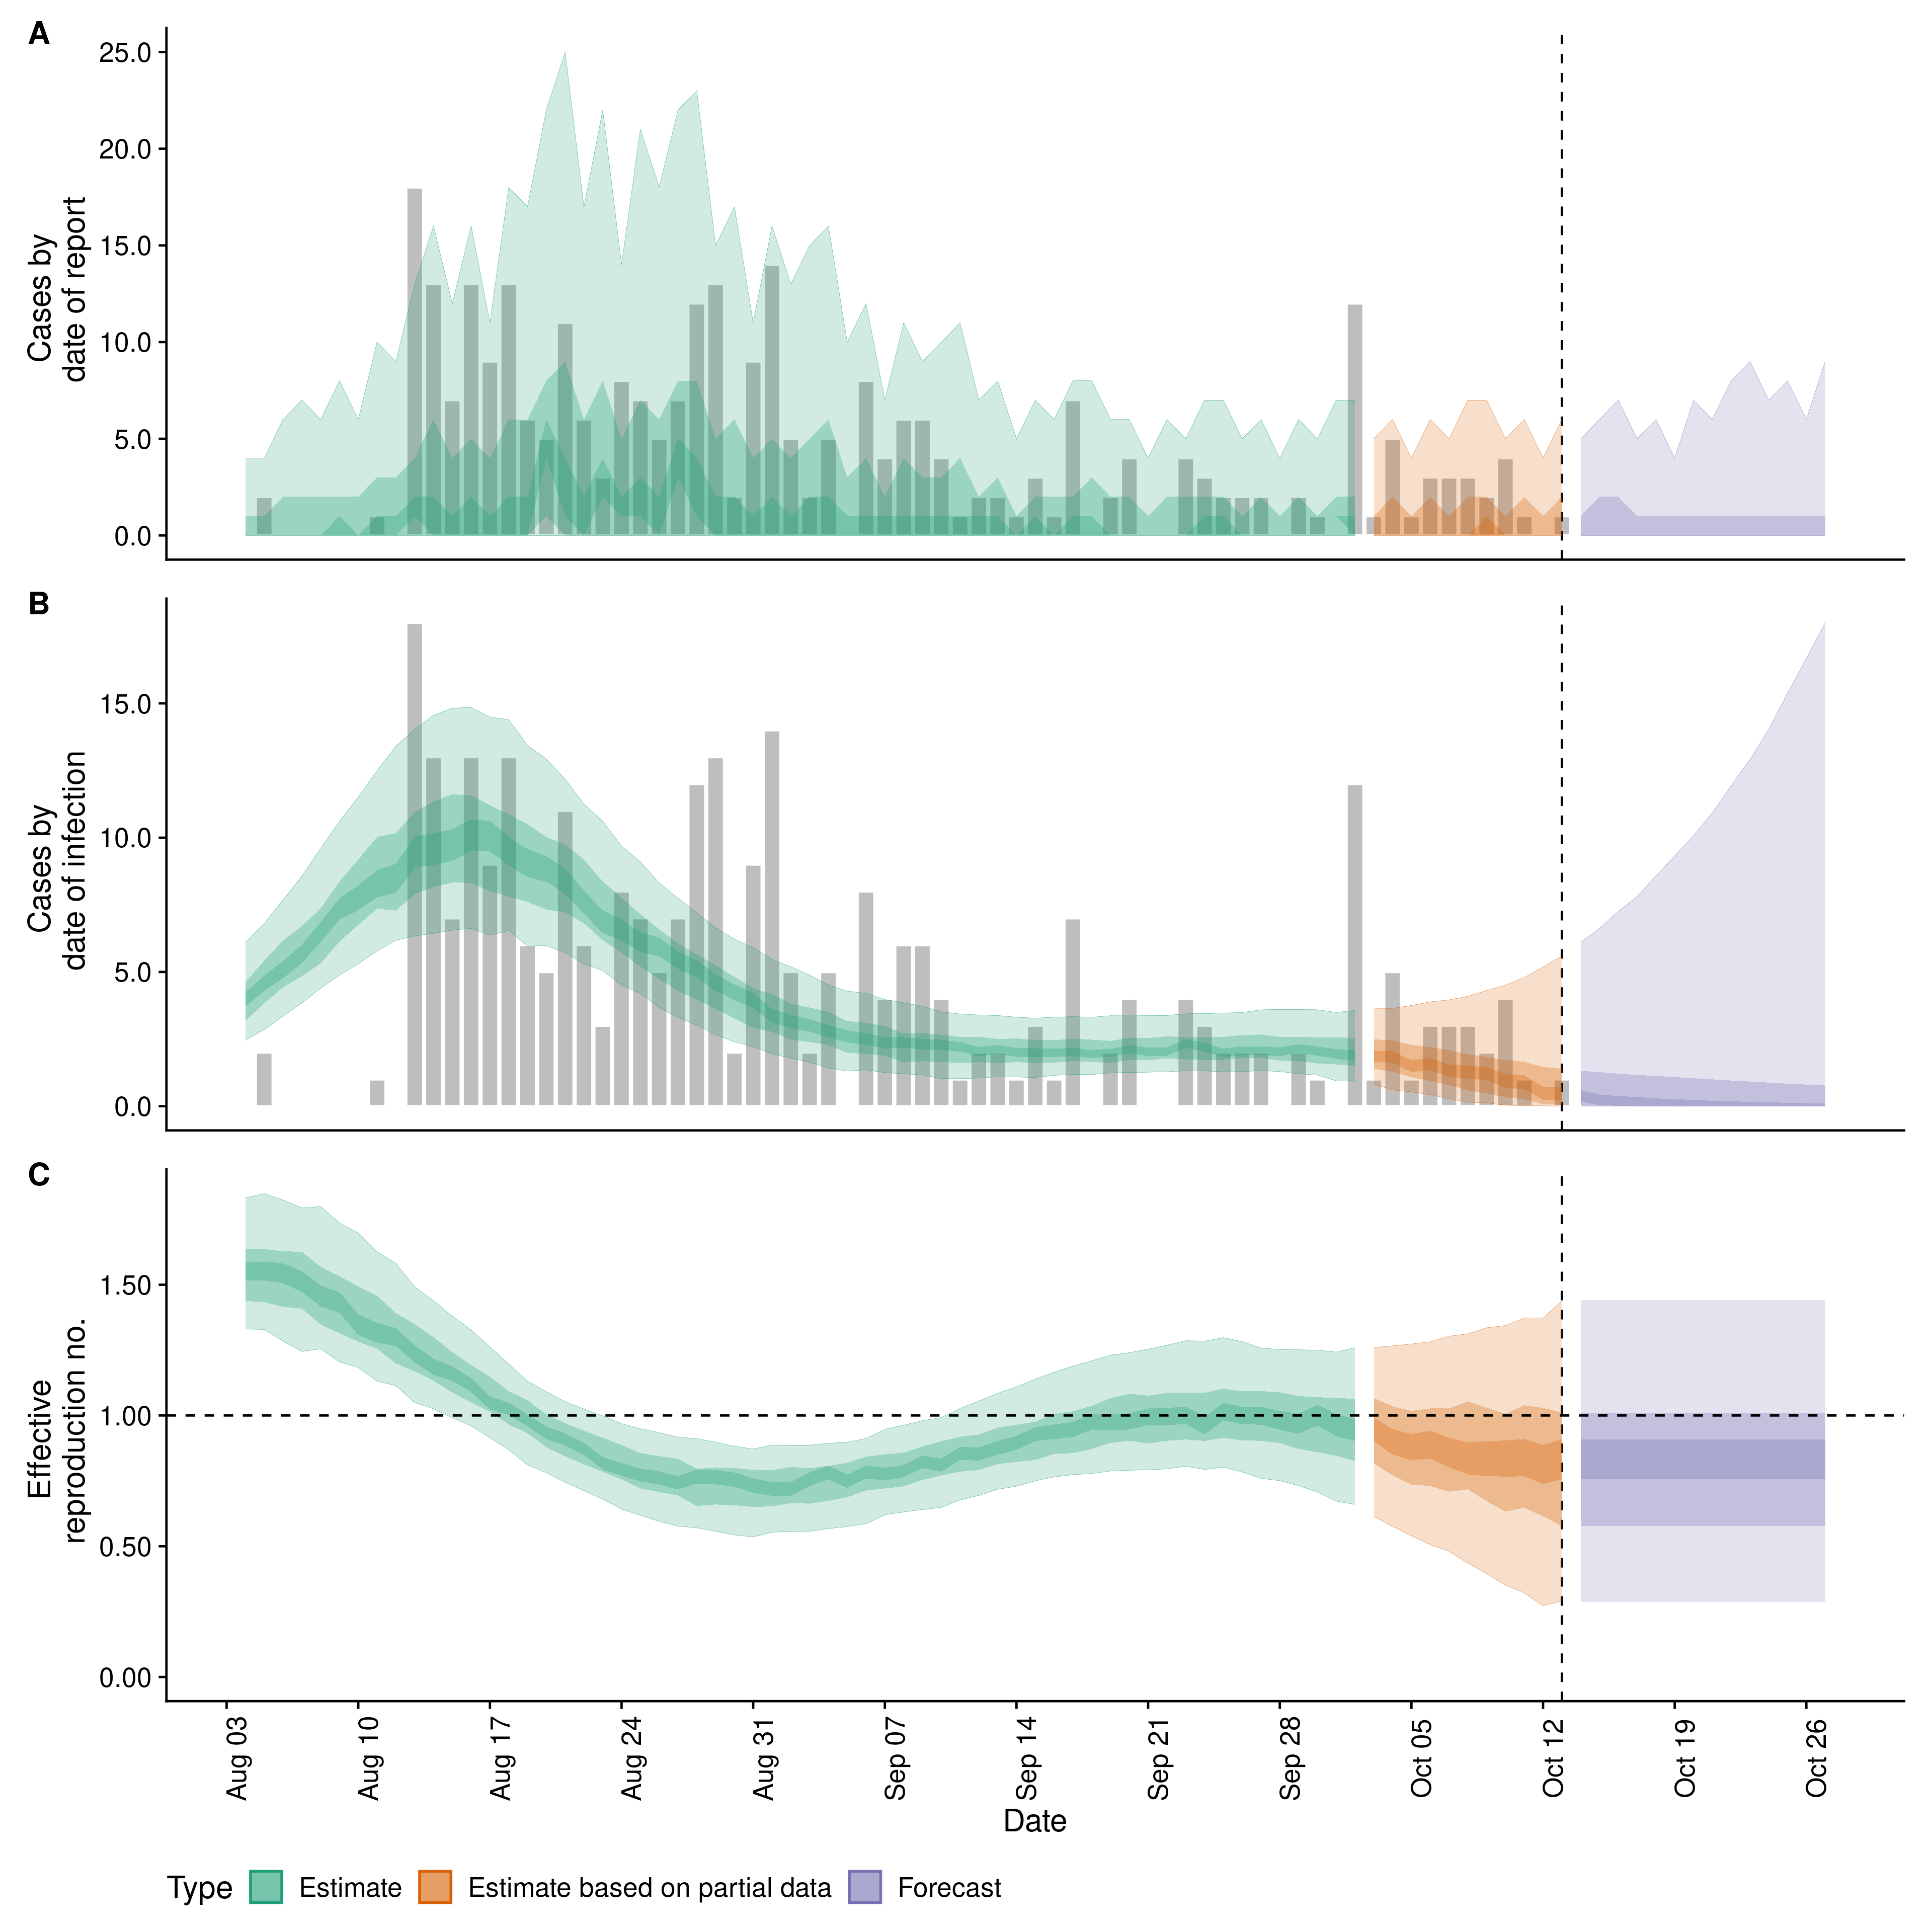 A
Cases by
date of report
25.0
20.0
15.0
10.0
5.0
0.0
B
Cases by
date of infection
15.0
10.0
5.0
0.0
C
Effective
reproduction no.
1.50
1.00
0.50
0.00
Aug 03
Aug 10
Aug 17
Aug 24
Aug 31
Sep 07
Sep 14
Sep 21
Sep 28
Oct 05
Oct 12
Oct 19
Oct 26
Date
Type Estimate Estimate based on partial data Forecast